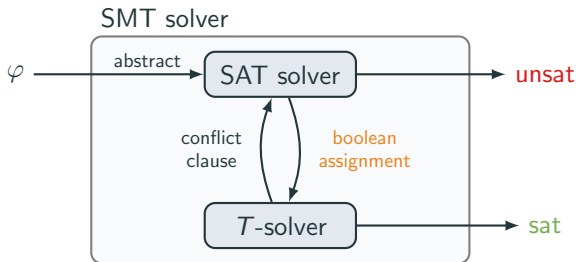 SMT solver
φ
abstract
SAT solver
unsat
conflict
clause
boolean
assignment
T-solver
sat